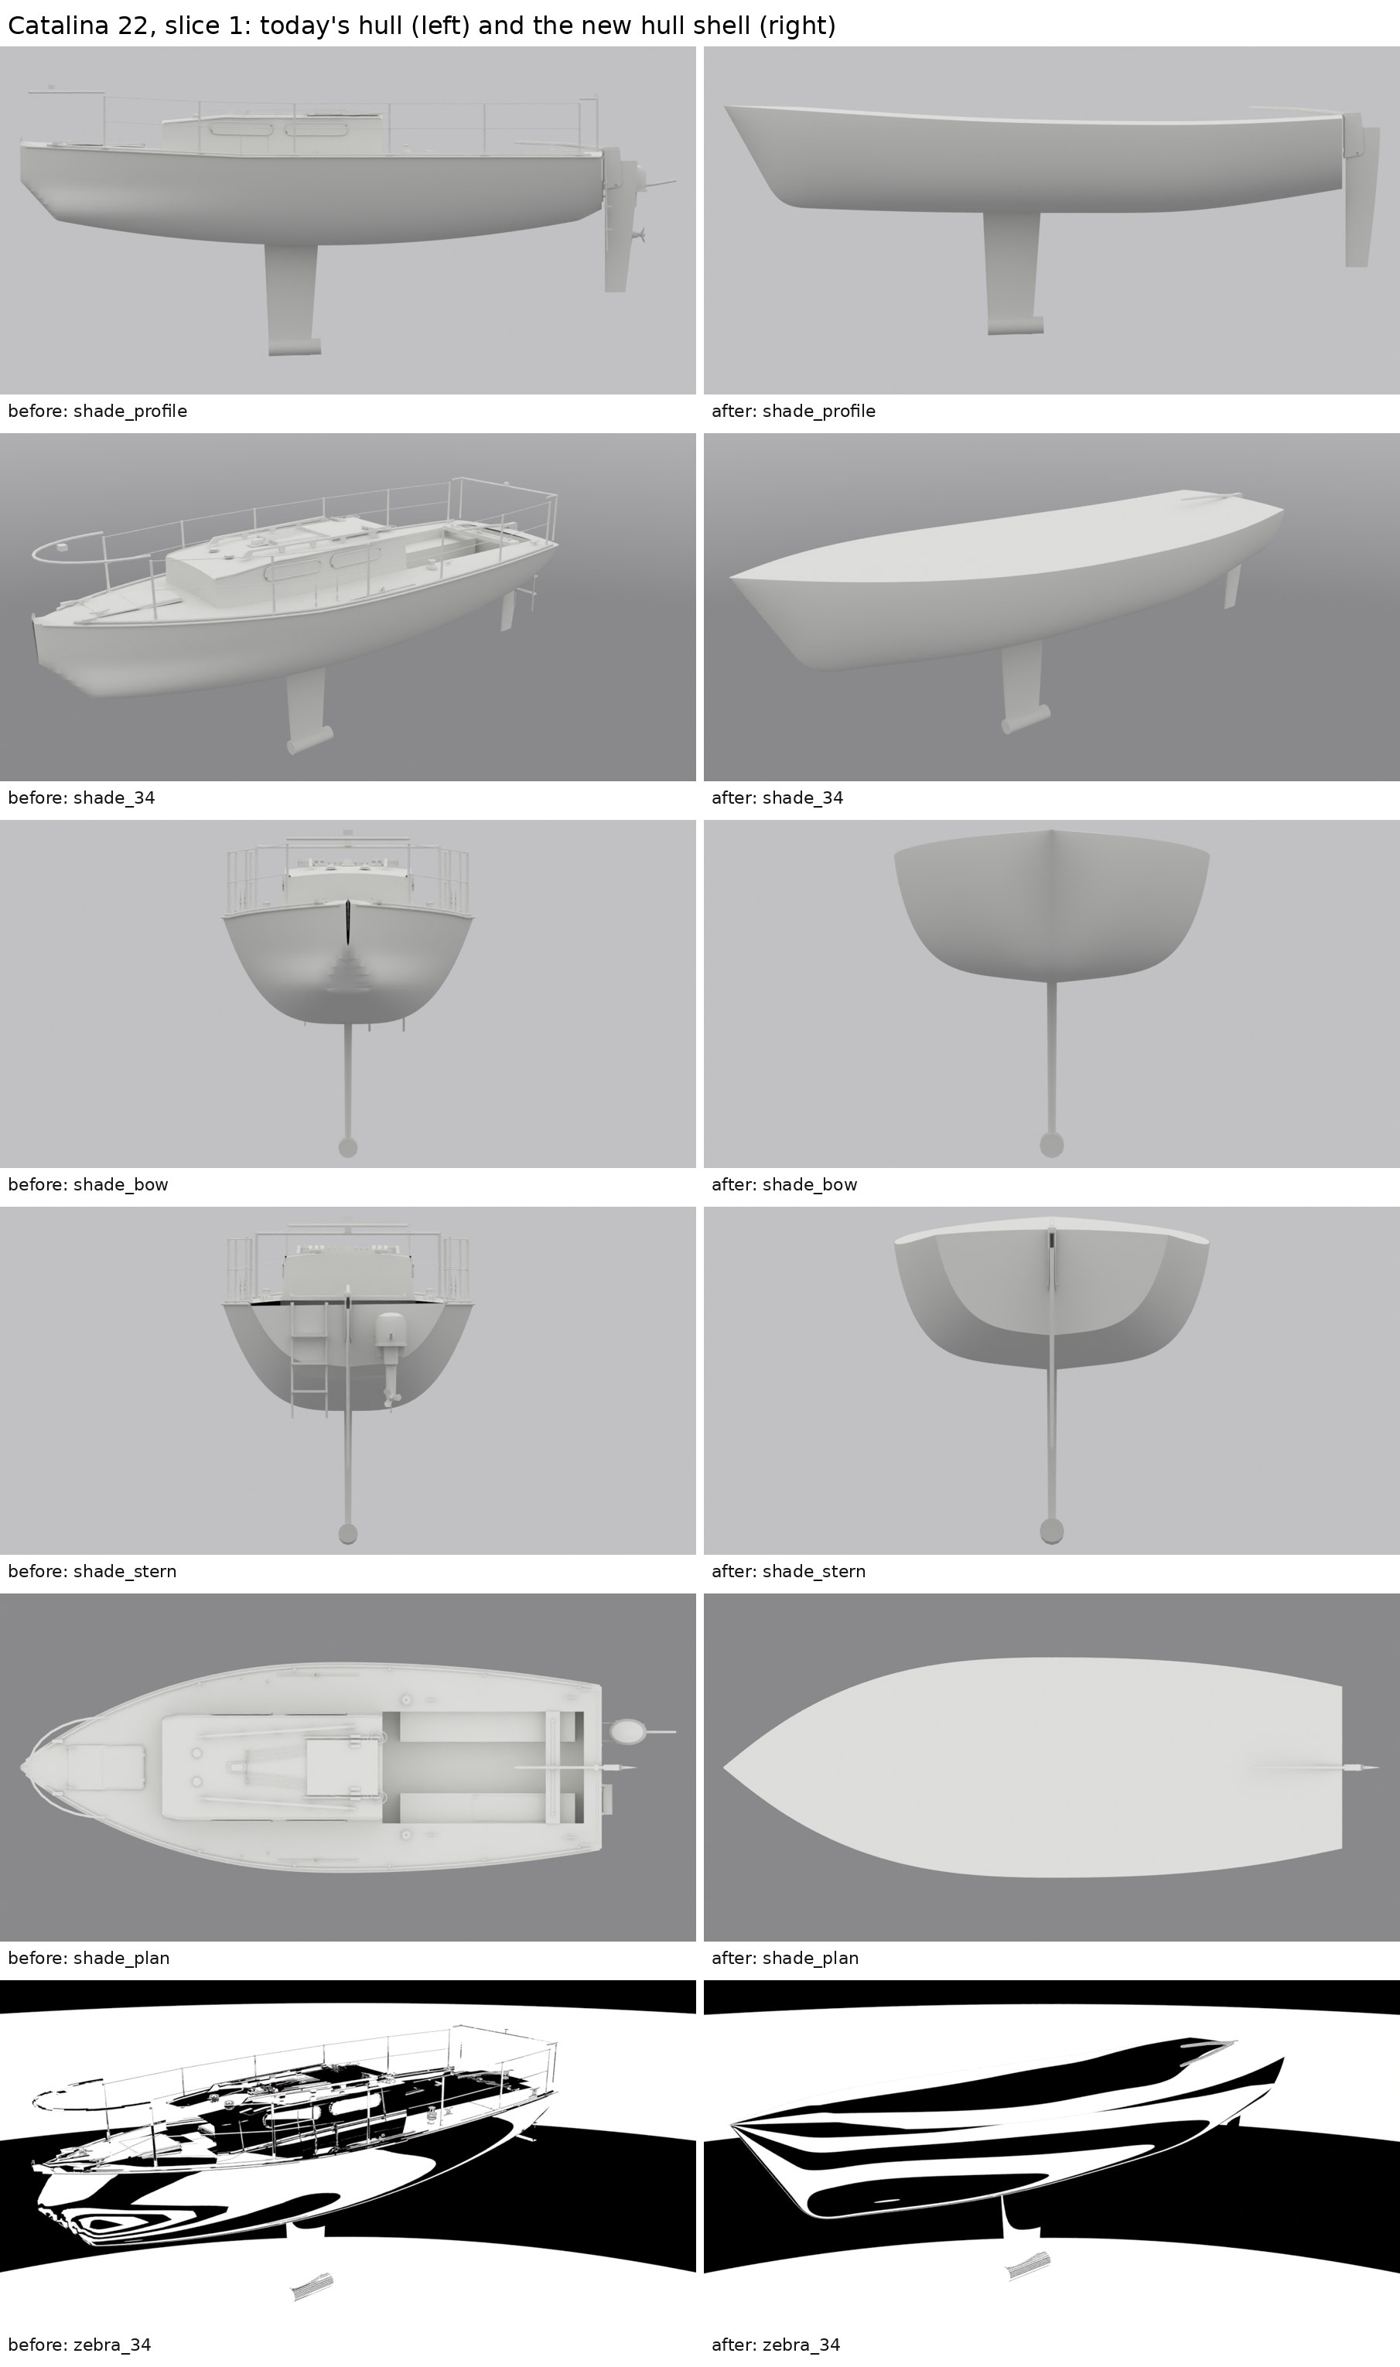 Catalina 22, slice 1: today's hull (left) and the new hull shell (right)
before: shade_profile
after: shade_profile
before: shade_34
after: shade_34
before: shade_bow
after: shade_bow
before: shade_stern
after: shade_stern
before: shade_plan
after: shade_plan
before: zebra_34
after: zebra_34